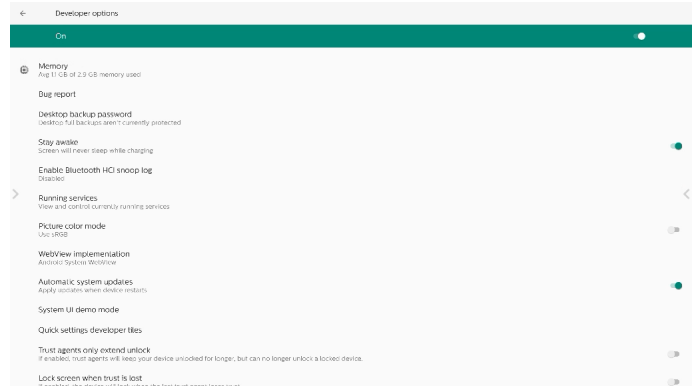 Developer options
On
Memory
Avg 1.1 GB of 2.9 GB memory used
Bug report
Desktop backup password
Desktop full backups aren't currently protected
Stay awake
Screen will never sleep while charging
Enable Bluetooth HCI snoop log
Disabled
Running services
View and control currently running services
Picture color mode
Use sRGB
WebView implementation
Android System WebView
Automatic system updates
Apply updates when device restarts
System UI demo mode
Quick settings developer tiles
Trust agents only extend unlock
If enabled, trust agents will keep your device unlocked for longer, but can no longer unlock a locked device.
Lock screen when trust is lost